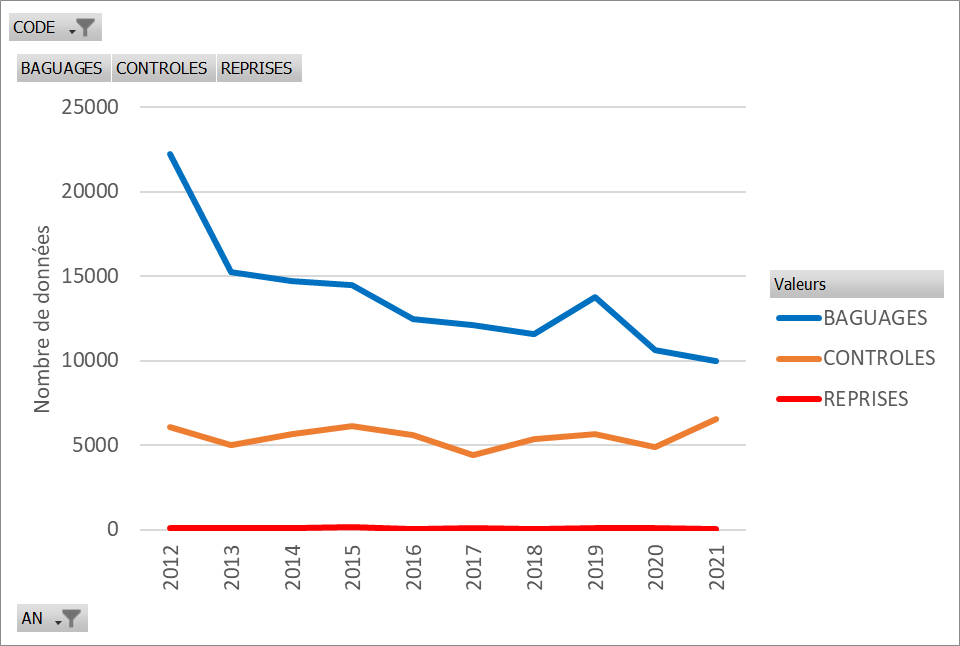 CODE
BAGUAGES CONTROLES REPRISES
25000
20000
15000
10000
5000
0
Nombre de données
2012 2013 2014 2015 2016 2017 2018 2019 2020 2021
Valeurs
BAGUAGES
CONTROLES
REPRISES
AN